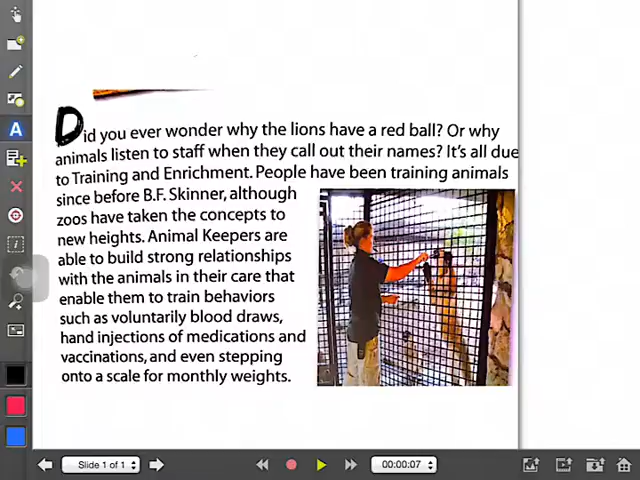 Did you ever wonder why the lions have a red ball? Or why
animals listen to staff when they call out their names? It's all due
to Training and Enrichment. People have been training animals
since before B.F. Skinner, although
zoos have taken the concepts to
new heights. Animal Keepers are
able to build strong relationships
with the animals in their care that
enable them to train behaviors
such as voluntarily blood draws,
hand injections of medications and
vaccinations, and even stepping
onto a scale for monthly weights.
A
Slide 1 of 1
00:00:07